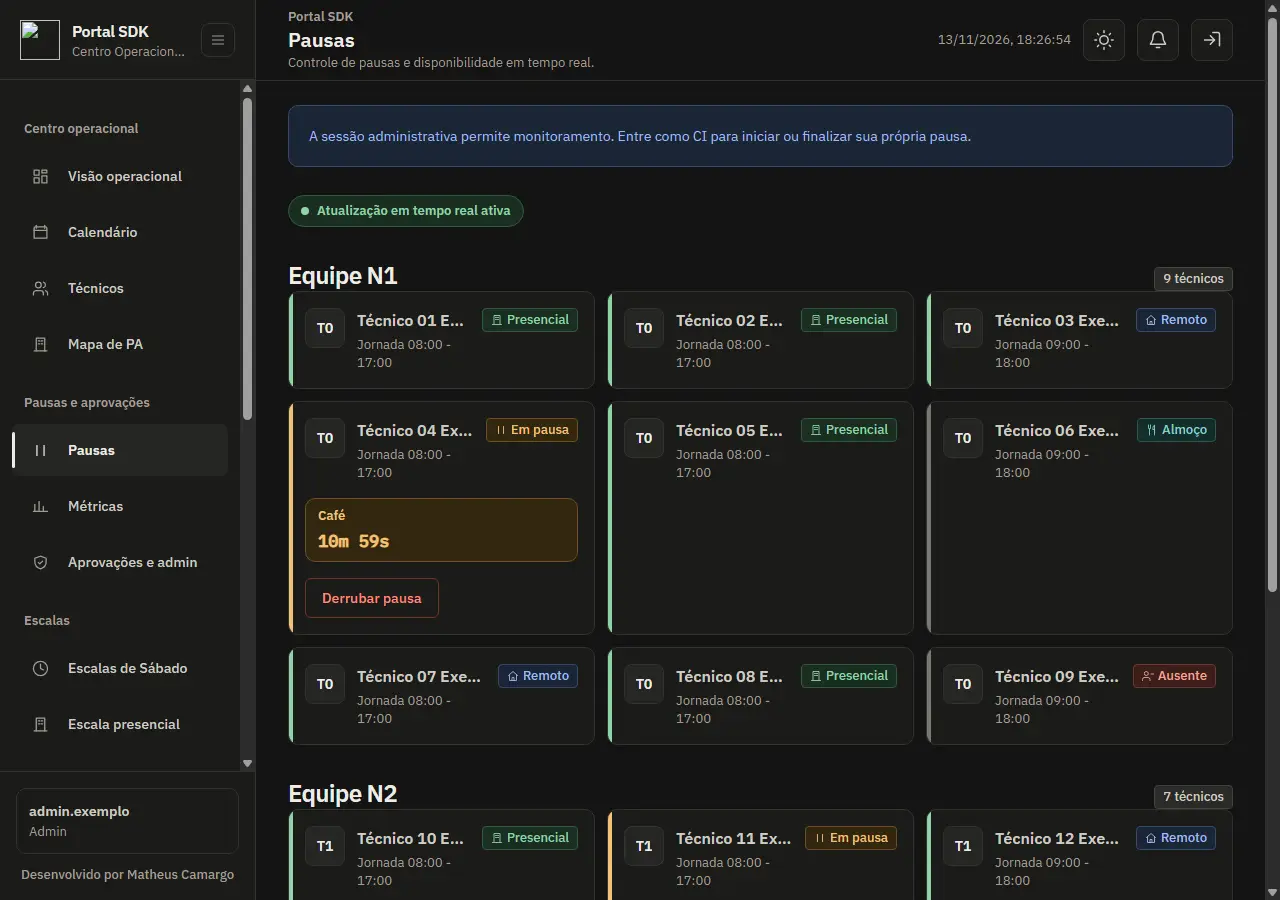 Portal SDK
Centro Operacion...
Centro operacional
Visão operacional
Calendário
Técnicos
Mapa de PA
Pausas e aprovações
Pausas
Métricas
Aprovações e admin
Escalas
Escalas de Sábado
Escala presencial
admin.exemplo
Admin
Desenvolvido por Matheus Camargo
Portal SDK
Pausas
Controle de pausas e disponibilidade em tempo real.
13/11/2026, 18:26:54
A sessão administrativa permite monitoramento. Entre como CI para iniciar ou finalizar sua própria pausa.
Atualização em tempo real ativa
Equipe N1
9 técnicos
T0
Técnico 01 E...
Presencial
Jornada 08:00 -
17:00
T0
Técnico 02 E...
Presencial
Jornada 08:00 -
17:00
T0
Técnico 03 Exe...
Remoto
Jornada 09:00 -
18:00
T0
Técnico 04 Ex...
Em pausa
Jornada 08:00 -
17:00
Café
10m 59s
Derrubar pausa
T0
Técnico 05 E...
Presencial
Jornada 08:00 -
17:00
T0
Técnico 06 Exe...
Almoço
Jornada 09:00 -
18:00
T0
Técnico 07 Exe...
Remoto
Jornada 08:00 -
17:00
T0
Técnico 08 E...
Presencial
Jornada 08:00 -
17:00
T0
Técnico 09 Exe...
Ausente
Jornada 09:00 -
18:00
Equipe N2
7 técnicos
T1
Técnico 10 E...
Presencial
Jornada 08:00 -
17:00
T1
Técnico 11 Ex...
Em pausa
Jornada 08:00 -
17:00
T1
Técnico 12 Exe...
Remoto
Jornada 09:00 -
18:00